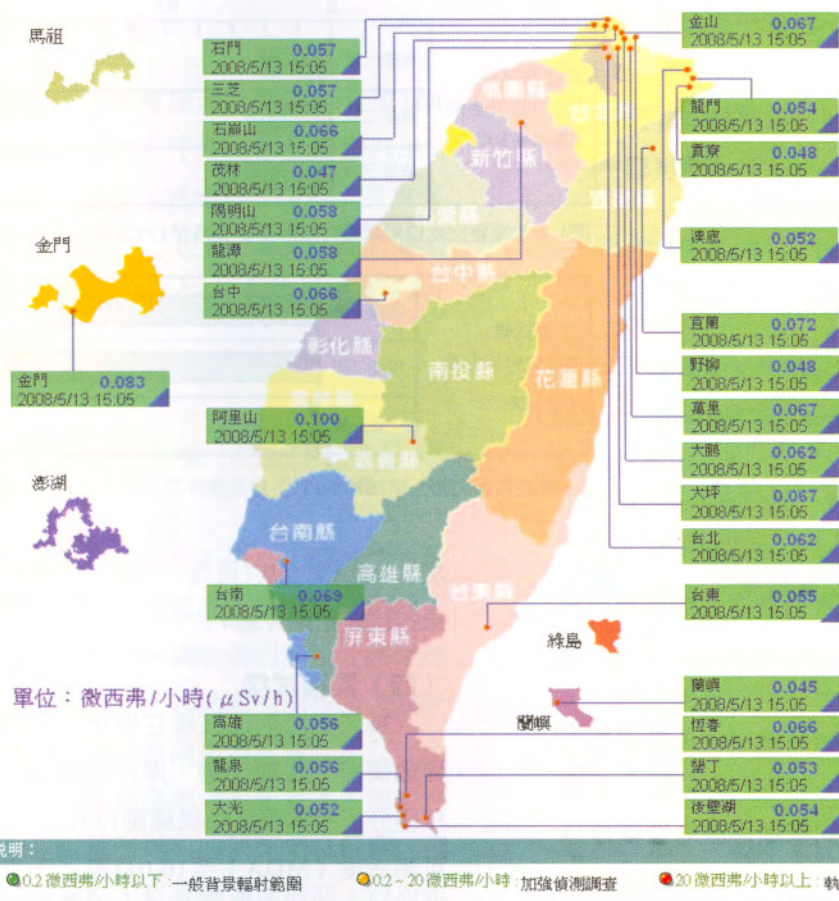 馬祖
石門 0.057
2008/5/13 15:05
三芝 0.057
2008/5/13 15:05
石崩山 0.066
2008/5/13 15:05
茂林 0.047
2008/5/13 15:05
陽明山 0.058
2008/5/13 15:05
龍潭 0.058
2008/5/13 15:05
台中 0.066
2008/5/13 15:05
金門
金門 0.083
2008/5/13 15:05
阿里山 0.100
2008/5/13 15:05
澎湖
台南 0.069
2008/5/13 15:05
單位：微西弗/小時(μSv/h)
高雄 0.056
2008/5/13 15:05
龍泉 0.056
2008/5/13 15:05
大光 0.052
2008/5/13 15:05
桃園縣
新竹縣
台中縣
彰化縣
南投縣
花蓮縣
嘉義縣
台南縣
高雄縣
台東縣
屏東縣
綠島
蘭嶼
金山 0.067
2008/5/13 15:05
龍門 0.054
2008/5/13 15:05
貢寮 0.048
2008/5/13 15:05
澳底 0.052
2008/5/13 15:05
宜蘭 0.072
2008/5/13 15:05
野柳 0.048
2008/5/13 15:05
萬里 0.067
2008/5/13 15:05
大鵬 0.062
2008/5/13 15:05
大坪 0.067
2008/5/13 15:05
台北 0.062
2008/5/13 15:05
台東 0.055
2008/5/13 15:05
蘭嶼 0.045
2008/5/13 15:05
恆春 0.066
2008/5/13 15:05
墾丁 0.053
2008/5/13 15:05
後壁湖 0.054
2008/5/13 15:05
說明：
0.2 微西弗/小時以下：一般背景輻射範圍
0.2～20 微西弗/小時：加強偵測調查
20 微西弗/小時以上：執